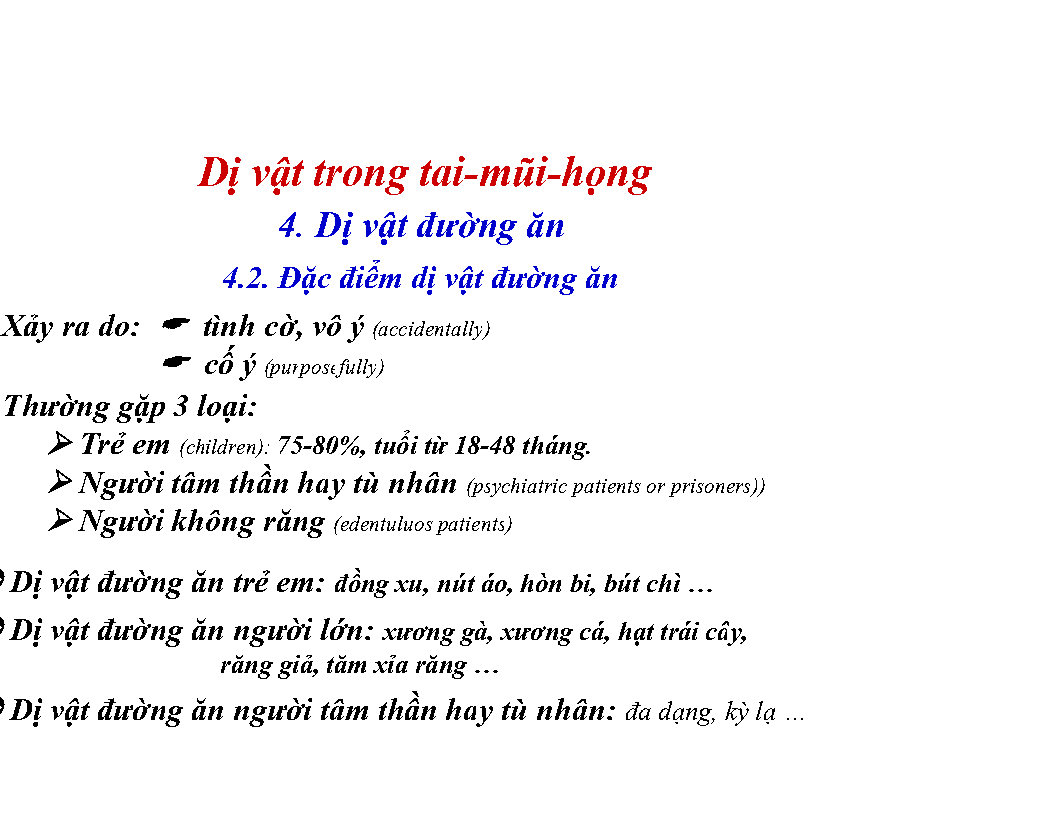 Dị vật trong tai-mũi-họng
4. Dị vật đường ăn
4.2. Đặc điểm dị vật đường ăn
Xảy ra do: ☛ tình cờ, vô ý (accidentally)
☛ cố ý (purposefully)
Thường gặp 3 loại:
➢ Trẻ em (children): 75-80%, tuổi từ 18-48 tháng.
➢ Người tâm thần hay tù nhân (psychiatric patients or prisoners))
➢ Người không răng (edentuluos patients)
Dị vật đường ăn trẻ em: đồng xu, nút áo, hòn bi, bút chì …
Dị vật đường ăn người lớn: xương gà, xương cá, hạt trái cây,
răng giả, tăm xỉa răng …
Dị vật đường ăn người tâm thần hay tù nhân: đa dạng, kỳ lạ …